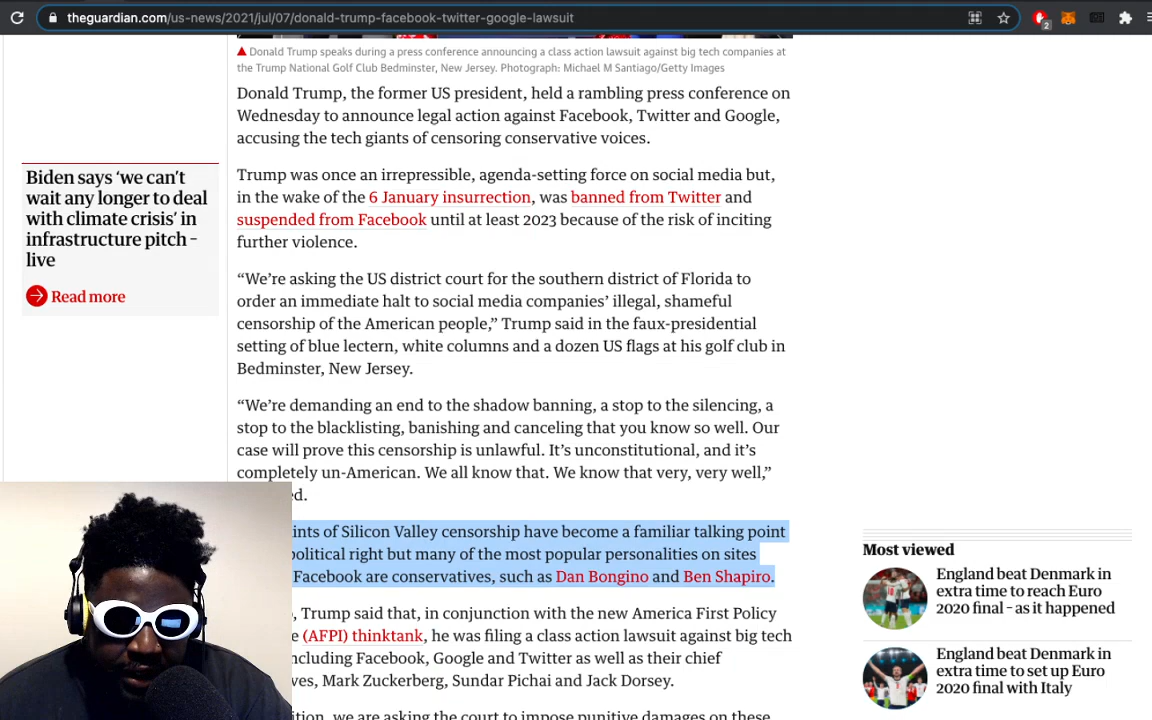 theguardian.com/us-news/2021/jul/07/donald-trump-facebook-twitter-google-lawsuit
2
Donald Trump speaks during a press conference announcing a class action lawsuit against big tech companies at
the Trump National Golf Club Bedminster, New Jersey. Photograph: Michael M Santiago/Getty Images
Donald Trump, the former US president, held a rambling press conference on
Wednesday to announce legal action against Facebook, Twitter and Google,
accusing the tech giants of censoring conservative voices.
Biden says ‘we can’t
wait any longer to deal
with climate crisis’ in
infrastructure pitch –
live
Read more
Trump was once an irrepressible, agenda-setting force on social media but,
in the wake of the 6 January insurrection, was banned from Twitter and
suspended from Facebook until at least 2023 because of the risk of inciting
further violence.
“We’re asking the US district court for the southern district of Florida to
order an immediate halt to social media companies’ illegal, shameful
censorship of the American people,” Trump said in the faux-presidential
setting of blue lectern, white columns and a dozen US flags at his golf club in
Bedminster, New Jersey.
“We’re demanding an end to the shadow banning, a stop to the silencing, a
stop to the blacklisting, banishing and canceling that you know so well. Our
case will prove this censorship is unlawful. It’s unconstitutional, and it’s
completely un-American. We all know that. We know that very, very well,”
ed.
ints of Silicon Valley censorship have become a familiar talking point
political right but many of the most popular personalities on sites
Facebook are conservatives, such as Dan Bongino and Ben Shapiro.
, Trump said that, in conjunction with the new America First Policy
e (AFPI) thinktank, he was filing a class action lawsuit against big tech
ncluding Facebook, Google and Twitter as well as their chief
ves, Mark Zuckerberg, Sundar Pichai and Jack Dorsey.
ition, we are asking the court to impose punitive damages on these
Most viewed
England beat Denmark in
extra time to reach Euro
2020 final – as it happened
England beat Denmark in
extra time to set up Euro
2020 final with Italy